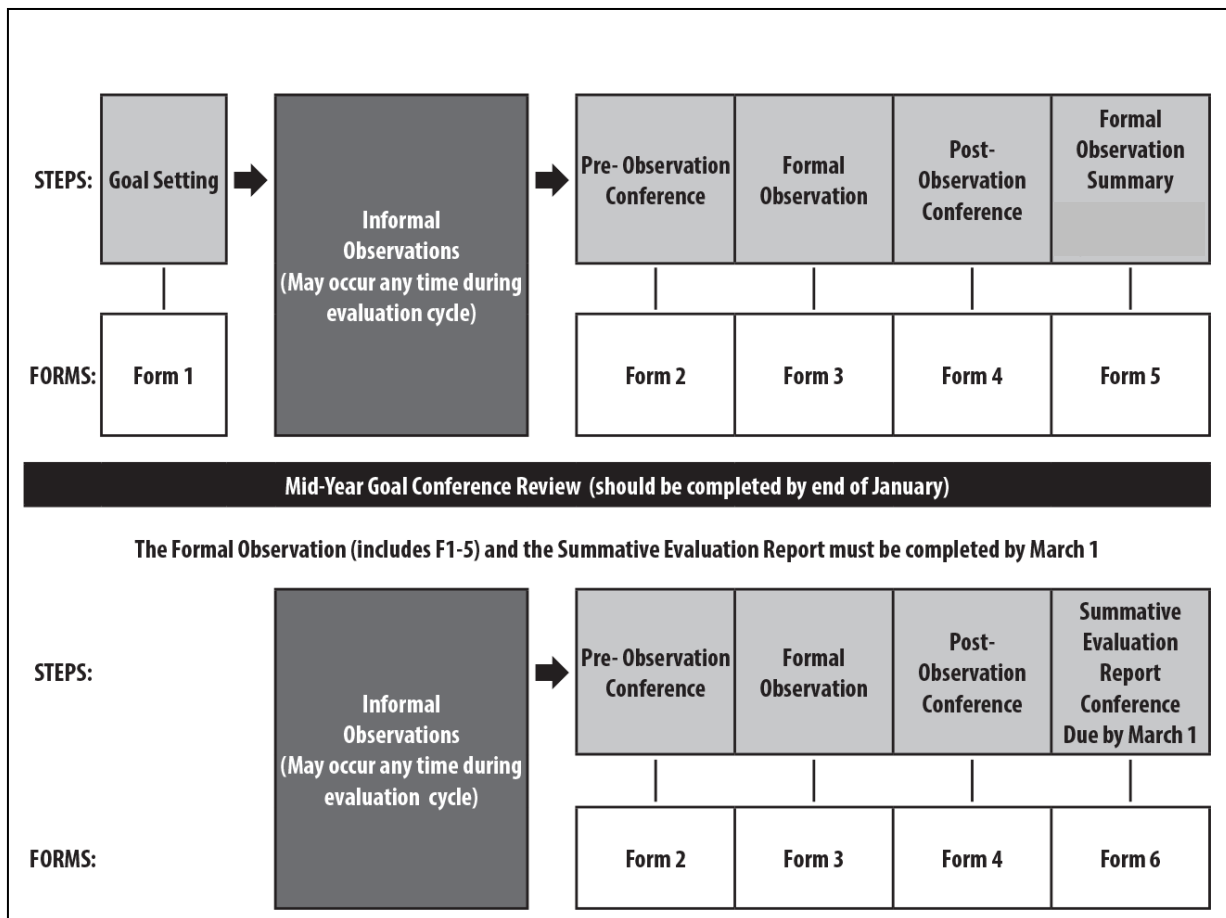 STEPS:
Goal Setting
Informal
Observations
(May occur any time during
evaluation cycle)
Pre- Observation
Conference
Formal
Observation
Post-
Observation
Conference
Formal
Observation
Summary
FORMS:
Form 1
Form 2
Form 3
Form 4
Form 5
Mid-Year Goal Conference Review (should be completed by end of January)
The Formal Observation (includes F1-5) and the Summative Evaluation Report must be completed by March 1
STEPS:
Informal
Observations
(May occur any time during
evaluation cycle)
Pre- Observation
Conference
Formal
Observation
Post-
Observation
Conference
Summative
Evaluation
Report
Conference
Due by March 1
FORMS:
Form 2
Form 3
Form 4
Form 6